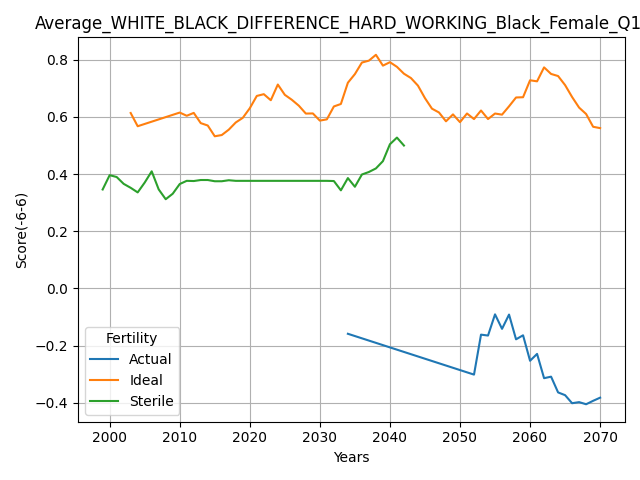 Average_WHITE_BLACK_DIFFERENCE_HARD_WORKING_Black_Female_Q1
Score(-6-6)
0.8
0.6
0.4
0.2
0.0
−0.2
−0.4
Fertility
Actual
Ideal
Sterile
2000 2010 2020 2030 2040 2050 2060 2070
Years